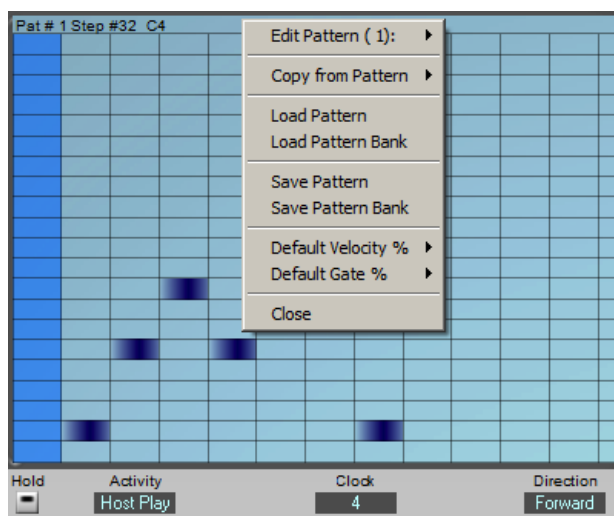 Pat # 1 Step #32 C4
Edit Pattern ( 1):
Copy from Pattern
Load Pattern
Load Pattern Bank
Save Pattern
Save Pattern Bank
Default Velocity %
Default Gate %
Close
Hold Activity Clock Direction
Host Play 4 Forward